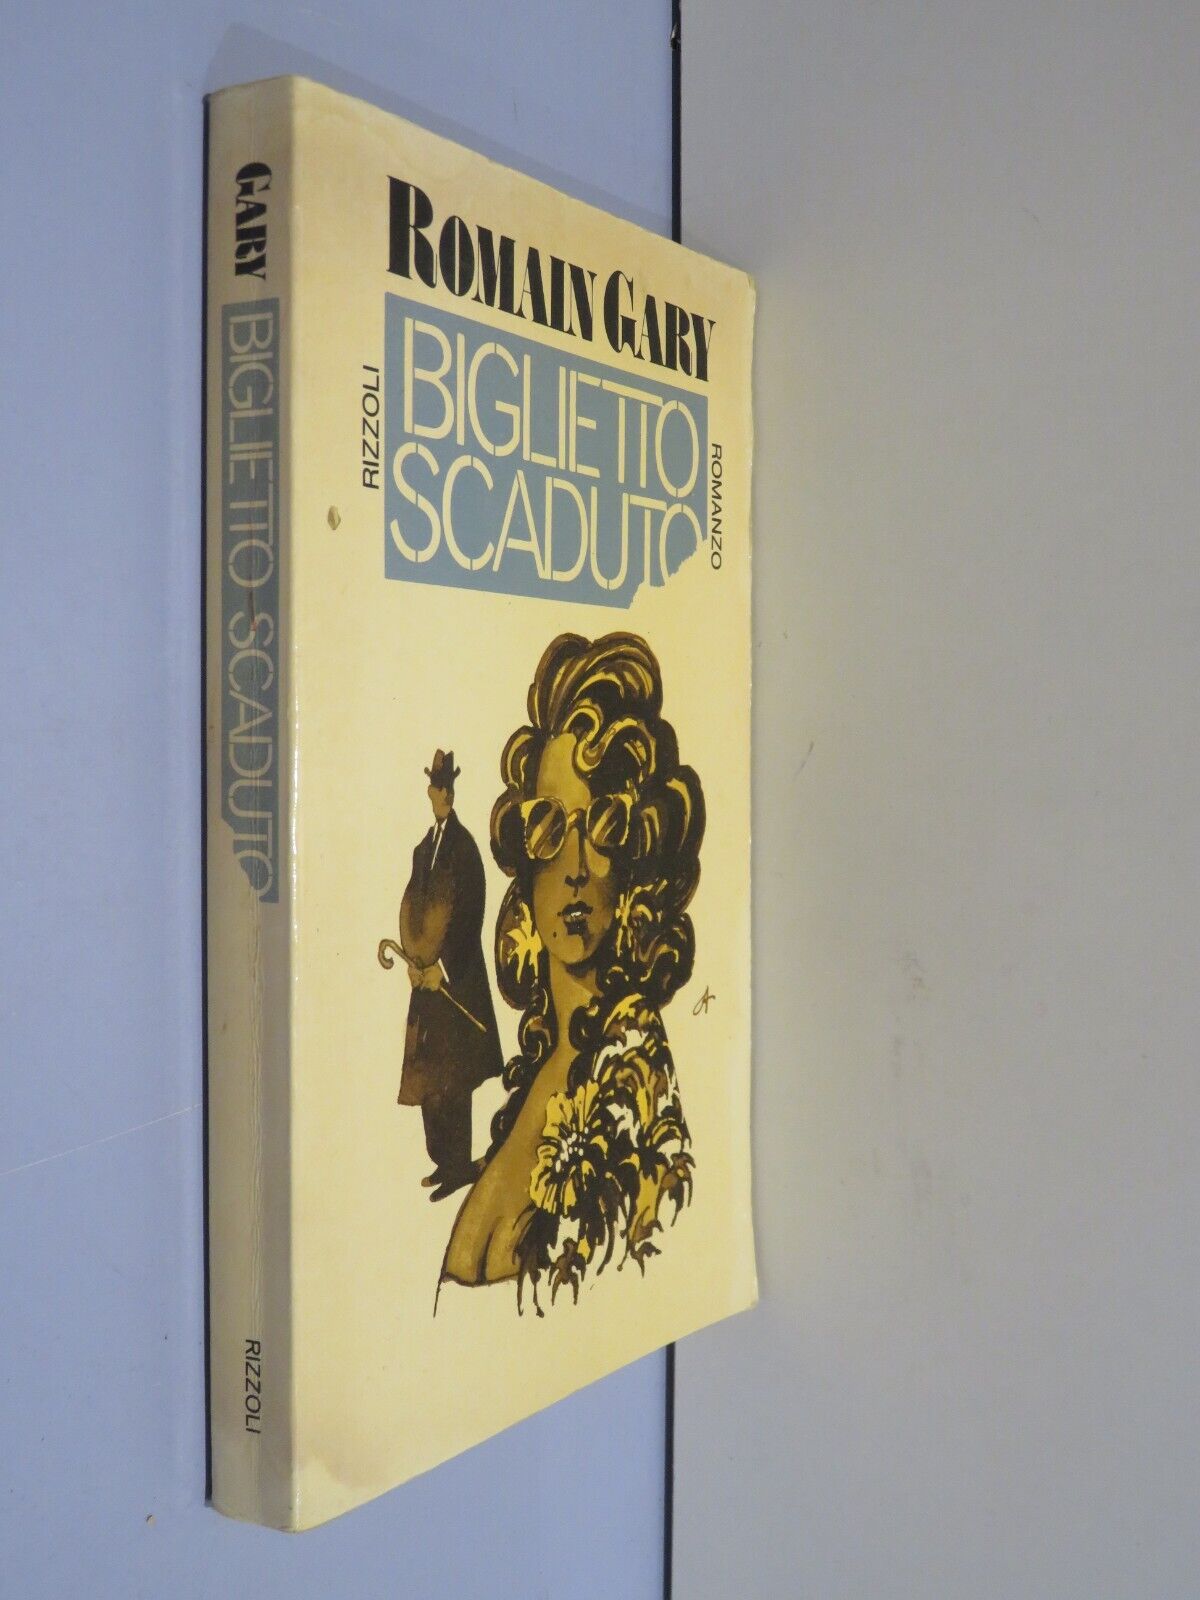 GARY BIGLIETTO SCADUTO RIZZOLI
ROMAIN GARY
RIZZOLI
BIGLIETTO
SCADUTO
ROMANZO